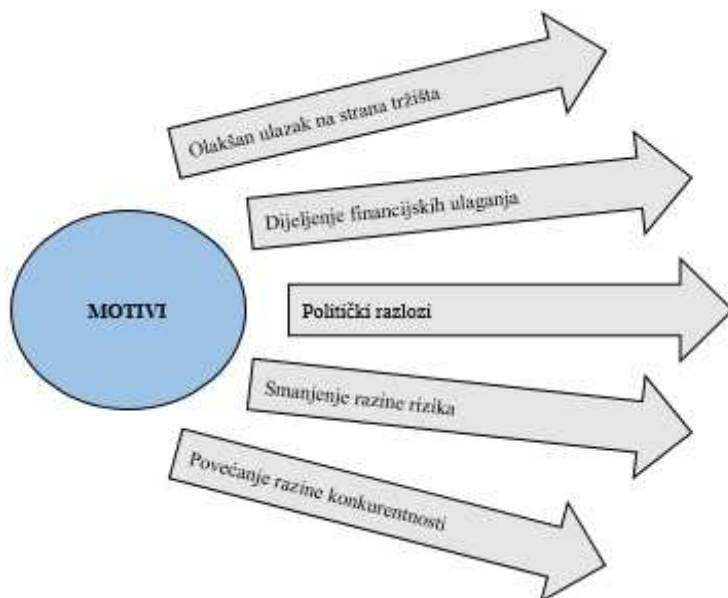 Olakšan ulazak na strana tržišta
Dijeljenje financijskih ulaganja
MOTIVI
Politički razlozi
Smanjenje razine rizika
Povećanje razine konkurentnosti